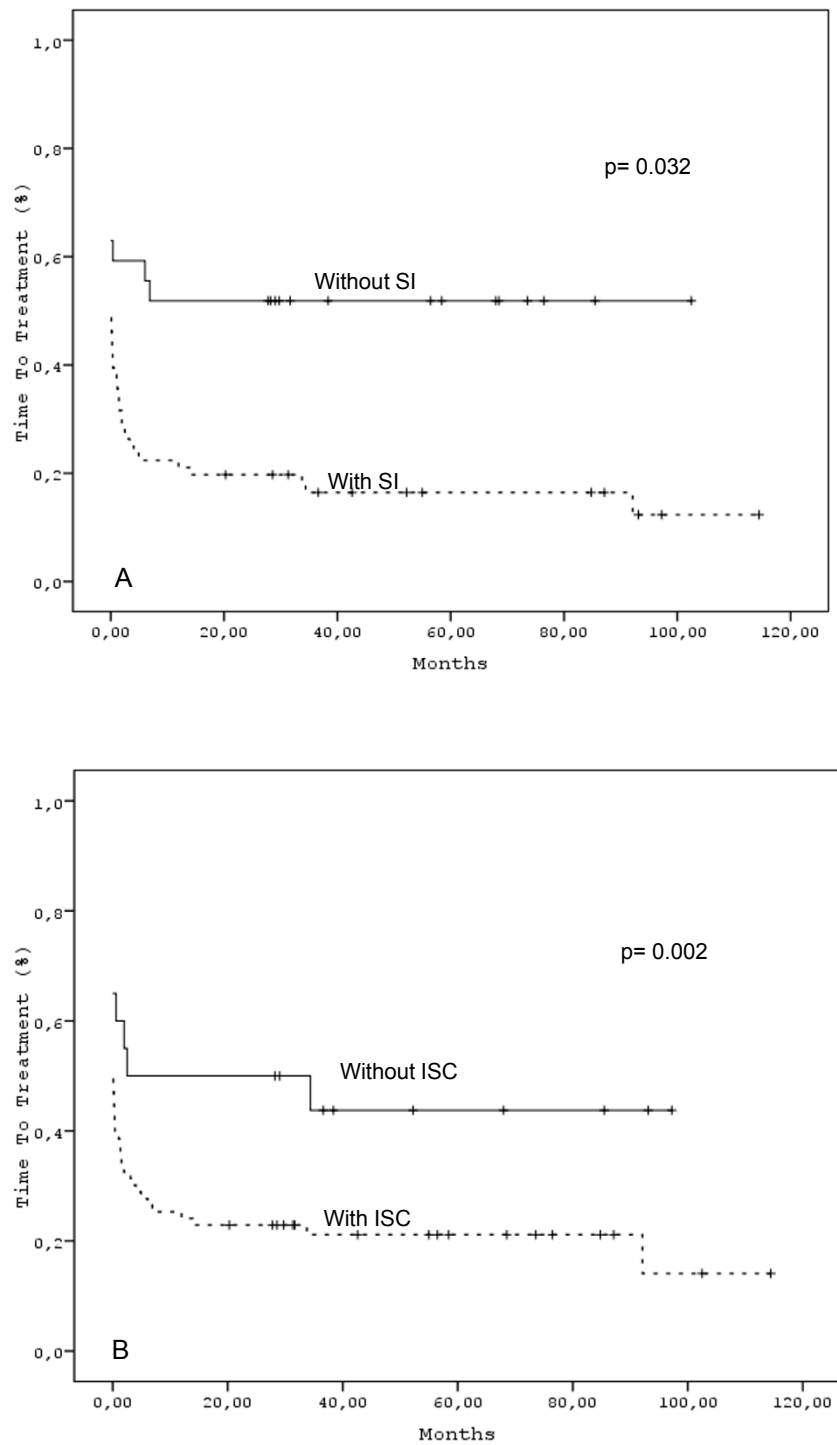 1,0
0,8
0,6
0,4
0,2
0,0
Time To Treatment (%)
p= 0.032
Without SI
With SI
A
0,00 20,00 40,00 60,00 80,00 100,00 120,00
Months
1,0
0,8
0,6
0,4
0,2
0,0
Time To Treatment (%)
p= 0.002
Without ISC
With ISC
B
0,00 20,00 40,00 60,00 80,00 100,00 120,00
Months